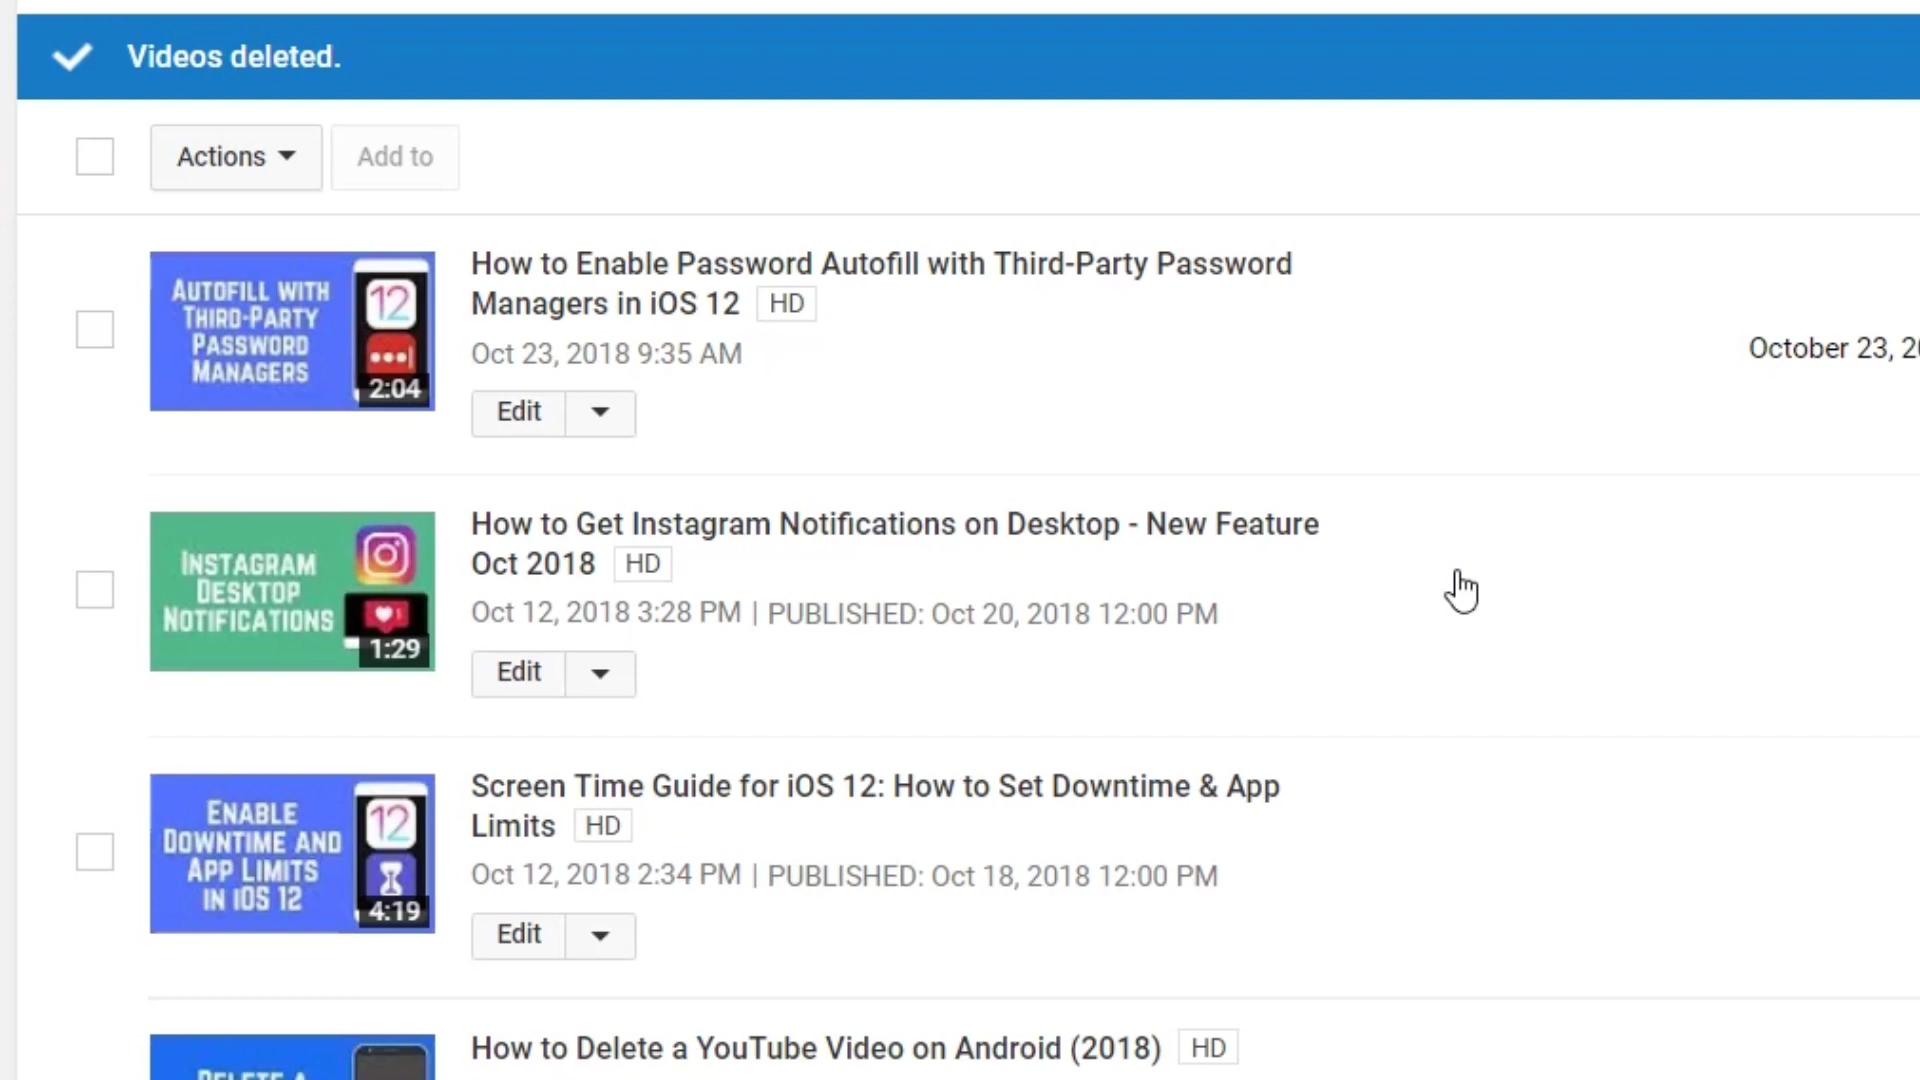 Videos deleted.
Actions
Add to
AUTOFILL WITH
THIRD-PARTY
PASSWORD
MANAGERS
12
2:04
How to Enable Password Autofill with Third-Party Password
Managers in iOS 12 HD
Oct 23, 2018 9:35 AM
October 23, 20
Edit
INSTAGRAM
DESKTOP
NOTIFICATIONS
1:29
How to Get Instagram Notifications on Desktop - New Feature
Oct 2018 HD
Oct 12, 2018 3:28 PM | PUBLISHED: Oct 20, 2018 12:00 PM
Edit
ENABLE
DOWNTIME AND
APP LIMITS
IN iOS 12
12
4:19
Screen Time Guide for iOS 12: How to Set Downtime & App
Limits HD
Oct 12, 2018 2:34 PM | PUBLISHED: Oct 18, 2018 12:00 PM
Edit
DELETE A
How to Delete a YouTube Video on Android (2018) HD